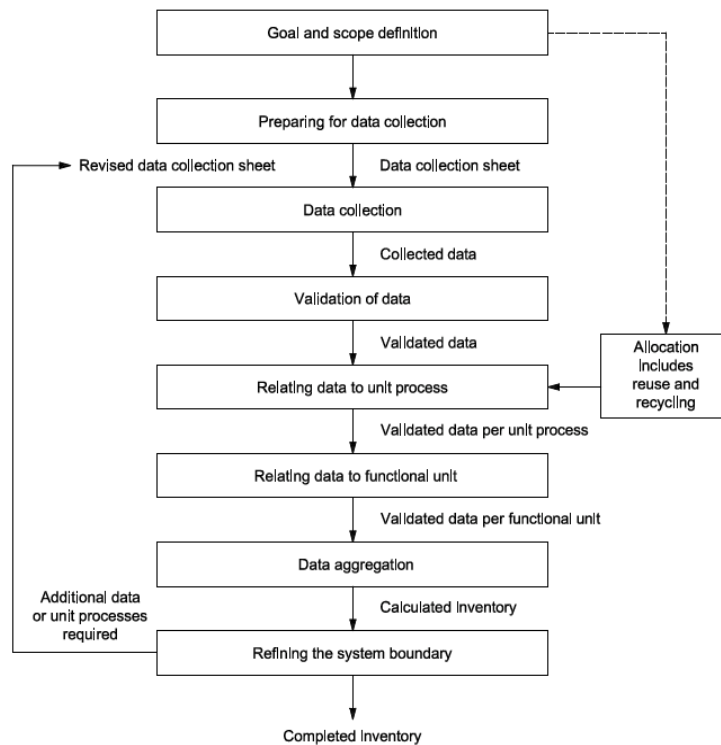 Goal and scope definition
Preparing for data collection
Revised data collection sheet
Data collection sheet
Data collection
Collected data
Validation of data
Validated data
Allocation
includes
reuse and
recycling
Relating data to unit process
Validated data per unit process
Relating data to functional unit
Validated data per functional unit
Data aggregation
Additional data
or unit processes
required
Calculated inventory
Refining the system boundary
Completed inventory